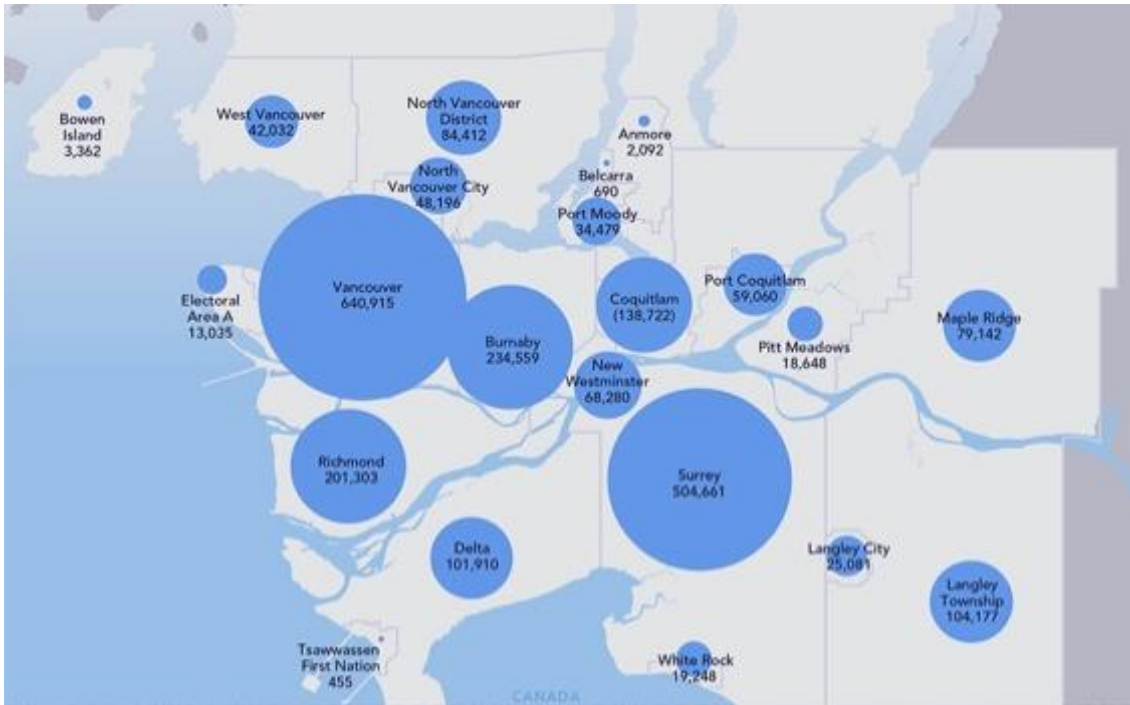 Bowen
Island
3,362
West Vancouver
42,032
North Vancouver
District
84,412
Anmore
2,092
North
Vancouver City
48,196
Belcarra
690
Port Moody
34,479
Electoral
Area A
13,035
Vancouver
640,915
Burnaby
234,559
Coquitlam
(138,722)
Port Coquitlam
59,060
Pitt Meadows
18,648
Maple Ridge
79,142
New
Westminster
68,280
Richmond
201,303
Surrey
504,661
Delta
101,910
Langley City
25,081
Langley
Township
104,177
Tsawwassen
First Nation
455
White Rock
19,248
CANADA